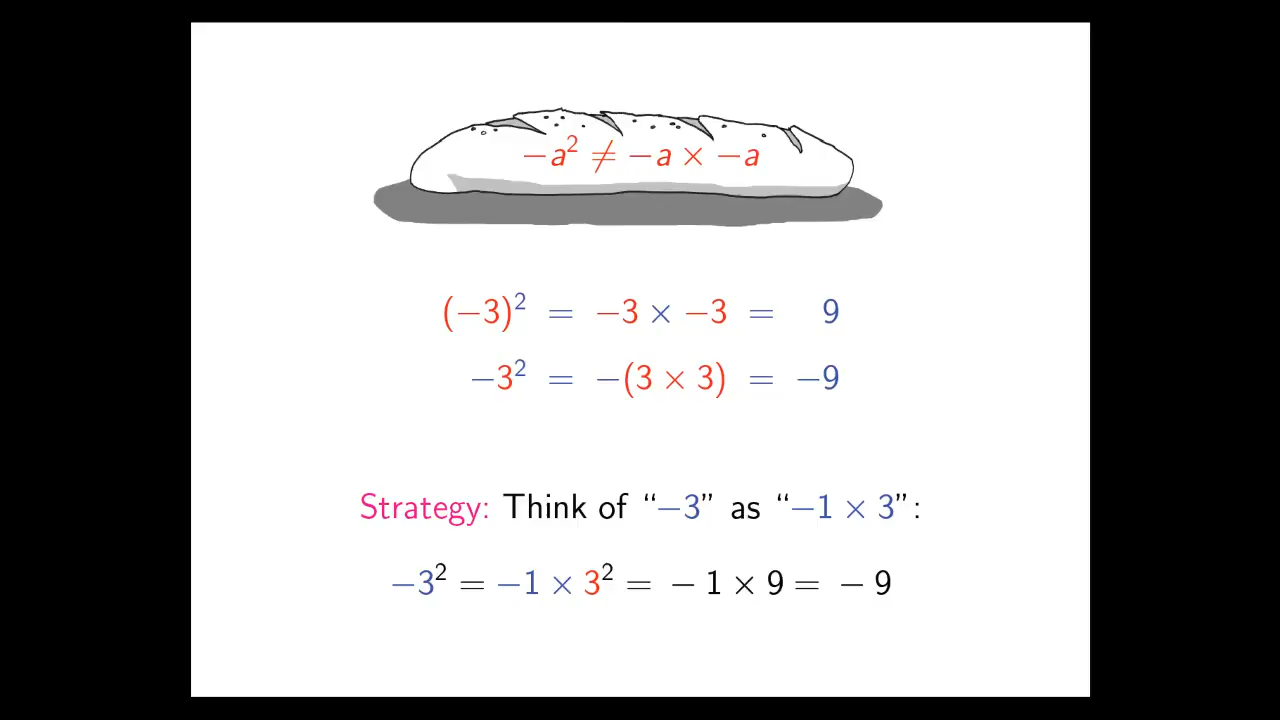 −a² ≠ −a × −a
(−3)² = −3 × −3 = 9
−3² = −(3 × 3) = −9
Strategy: Think of “−3” as “−1 × 3”:
−3² = −1 × 3² = − 1 × 9 = − 9